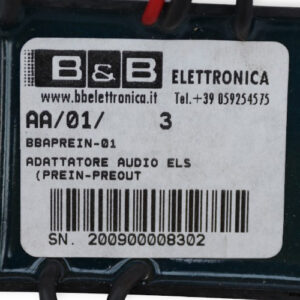 B&B ELETTRONICA
www.bbelettronica.it Tel.+39 059254575
AA/01/ 3
BBAPREIN-01
ADATTATORE AUDIO ELS
(PREIN-PREOUT
SN. 200900008302